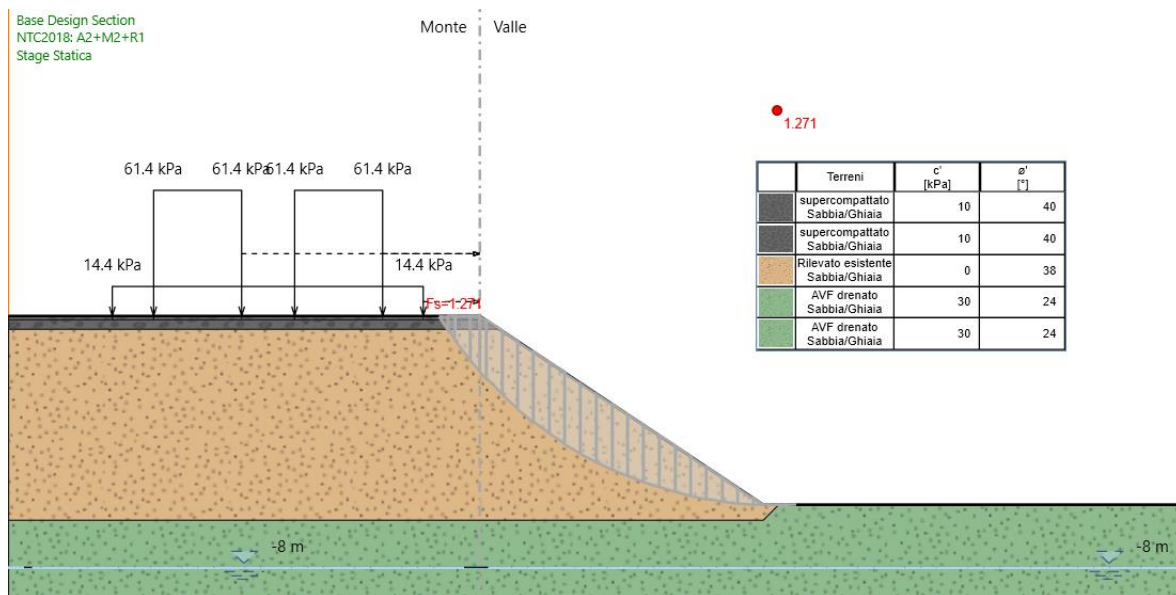 Base Design Section
NTC2018: A2+M2+R1
Stage Statica
Monte
Valle
1.271
61.4 kPa
61.4 kPa
61.4 kPa
61.4 kPa
14.4 kPa
14.4 kPa
Fs=1.271
Terreni c' [kPa] ø' [°]
supercompattato
Sabbia/Ghiaia 10 40
supercompattato
Sabbia/Ghiaia 10 40
Rilevato esistente
Sabbia/Ghiaia 0 38
AVF drenato
Sabbia/Ghiaia 30 24
AVF drenato
Sabbia/Ghiaia 30 24
-8 m
-8 m